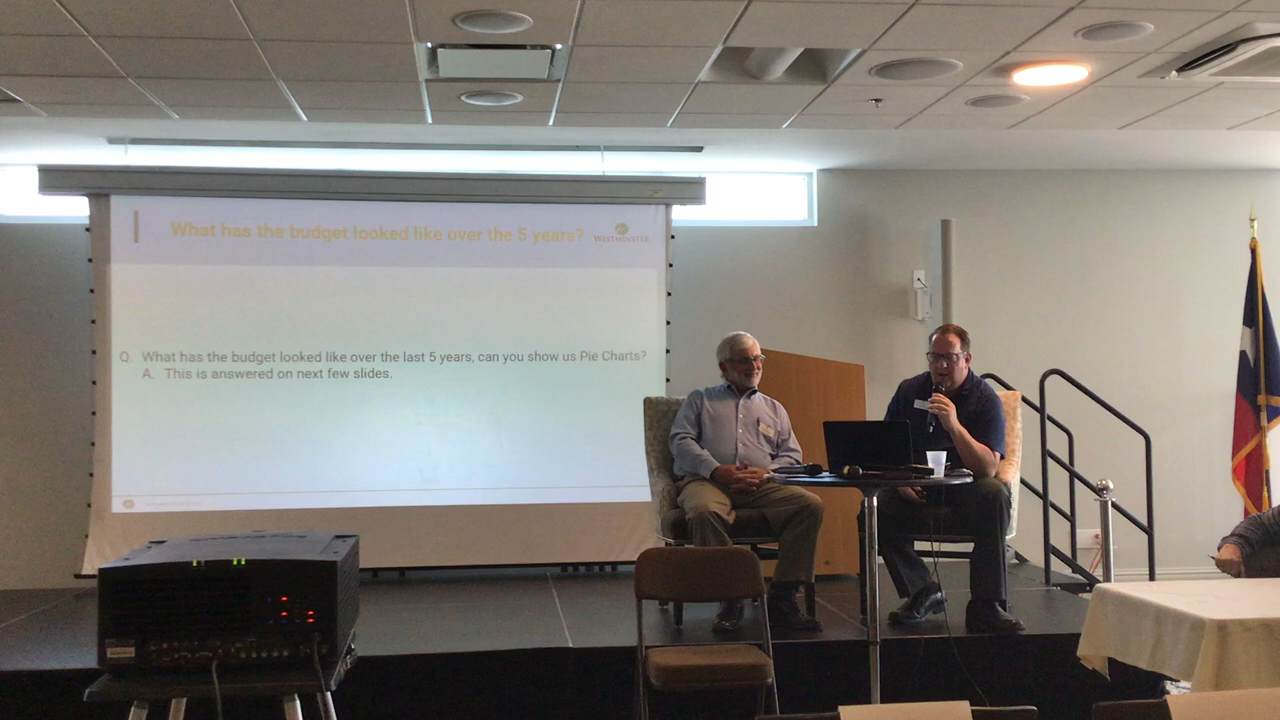 What has the budget looked like over the 5 years?
WESTMINSTER
Q. What has the budget looked like over the last 5 years, can you show us Pie Charts?
A. This is answered on next few slides.